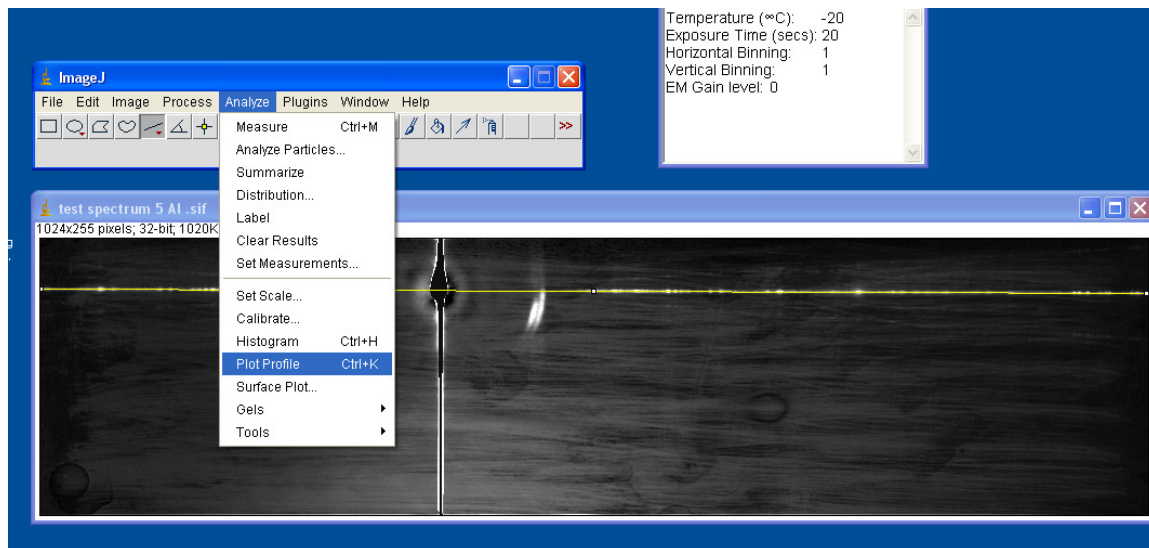 Temperature (∞C): -20
Exposure Time (secs): 20
Horizontal Binning: 1
Vertical Binning: 1
EM Gain level: 0
ImageJ
File Edit Image Process Analyze Plugins Window Help
>>
Measure Ctrl+M
Analyze Particles...
Summarize
Distribution...
Label
Clear Results
Set Measurements...
Set Scale...
Calibrate...
Histogram Ctrl+H
Plot Profile Ctrl+K
Surface Plot...
Gels
Tools
test spectrum 5 Al .sif
1024x255 pixels; 32-bit; 1020K